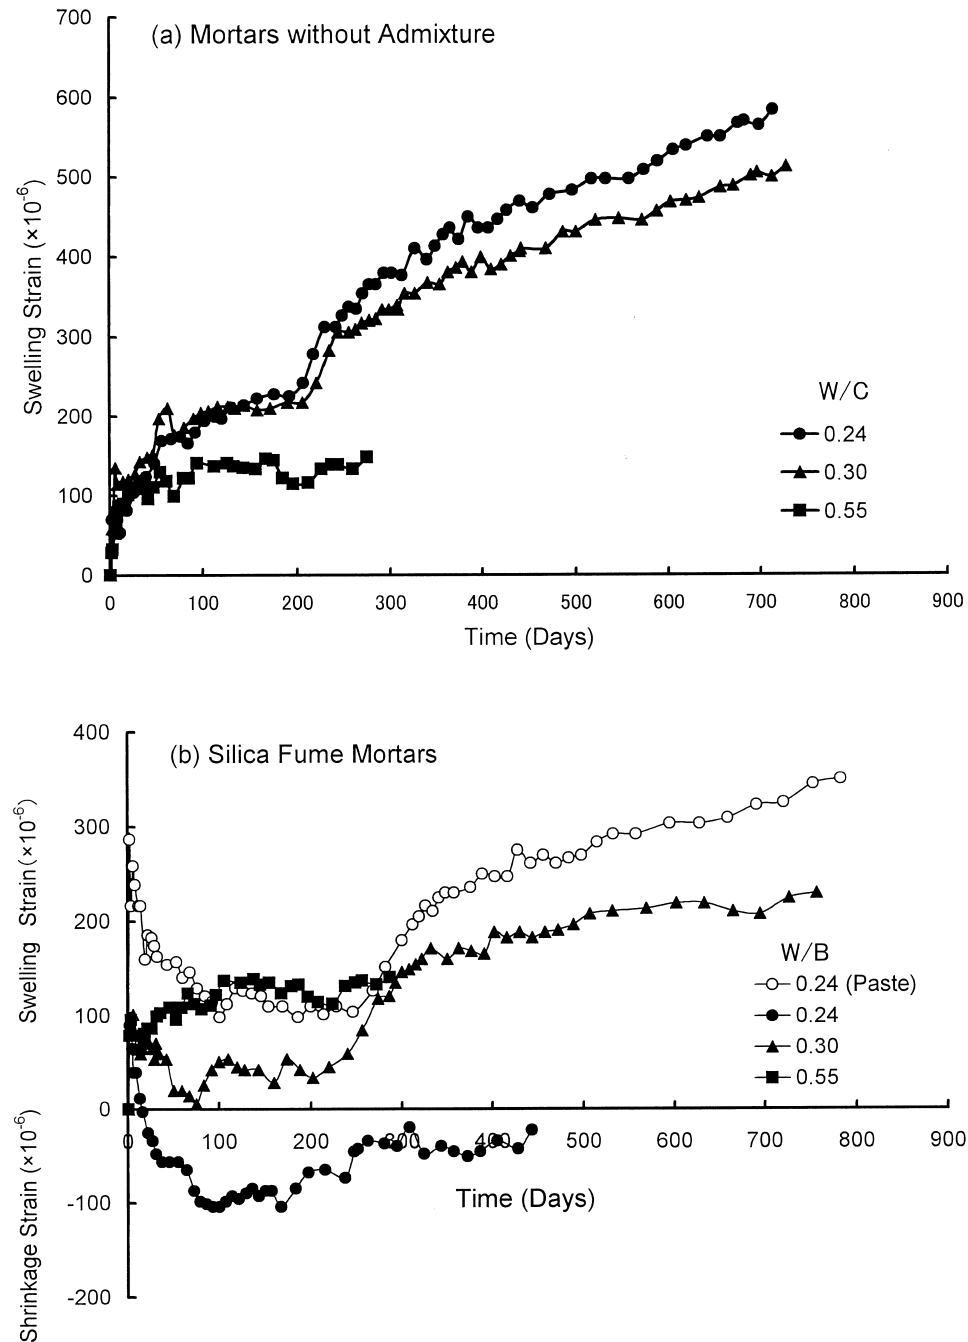 (a) Mortars without Admixture
Swelling Strain (×10⁻⁶)
700
600
500
400
300
200
100
0
W/C
0.24
0.30
0.55
0 100 200 300 400 500 600 700 800 900
Time (Days)
(b) Silica Fume Mortars
Swelling Strain (×10⁻⁶)
Shrinkage Strain (×10⁻⁶)
400
300
200
100
0
-100
-200
W/B
0.24 (Paste)
0.24
0.30
0.55
0 100 200 300 400 500 600 700 800 900
Time (Days)